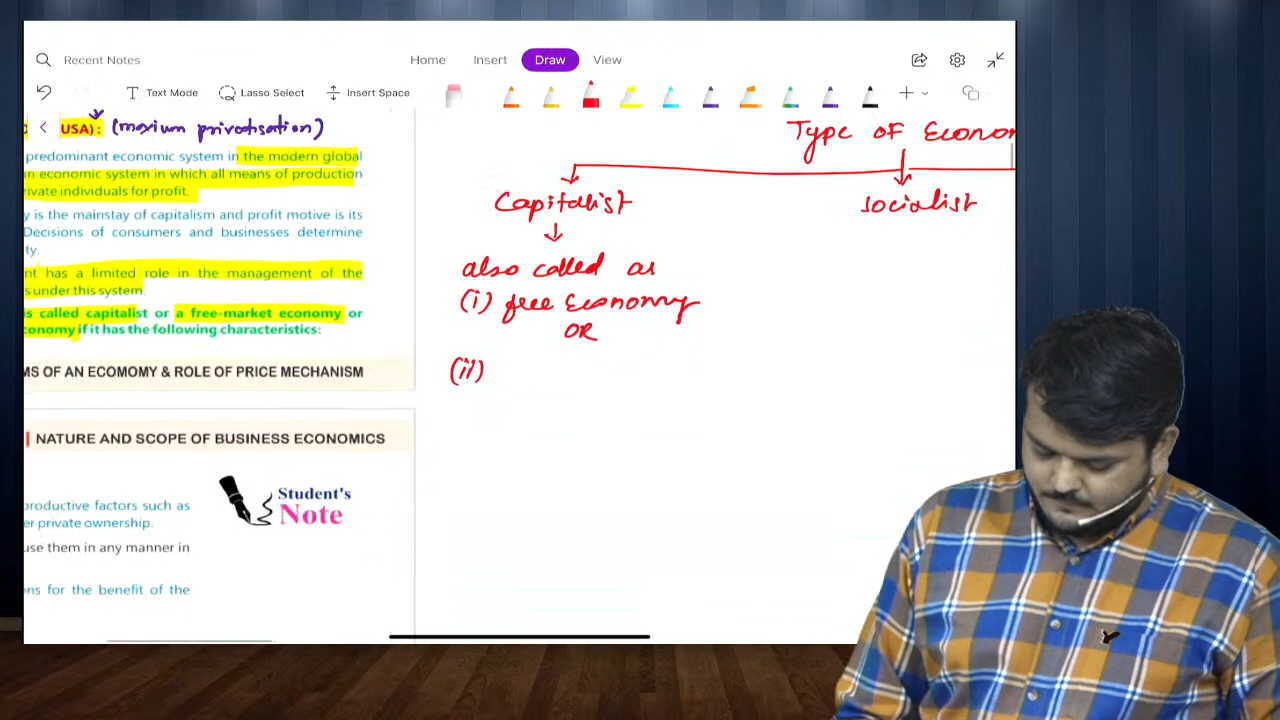 Recent Notes
Home Insert Draw View
Text Mode Lasso Select Insert Space
USA): (maxium privatisation)
predominant economic system in the modern global
n economic system in which all means of production
rivate individuals for profit.
y is the mainstay of capitalism and profit motive is its
Decisions of consumers and businesses determine
ty.
nt has a limited role in the management of the
s under this system.
is called capitalist or a free-market economy or
conomy if it has the following characteristics:
MS OF AN ECOMOMY & ROLE OF PRICE MECHANISM
NATURE AND SCOPE OF BUSINESS ECONOMICS
Student's
Note
productive factors such as
er private ownership.
use them in any manner in
ons for the benefit of the
Type of Econo
Capitalist
socialist
also called as
(i) free Economy
OR
(ii)